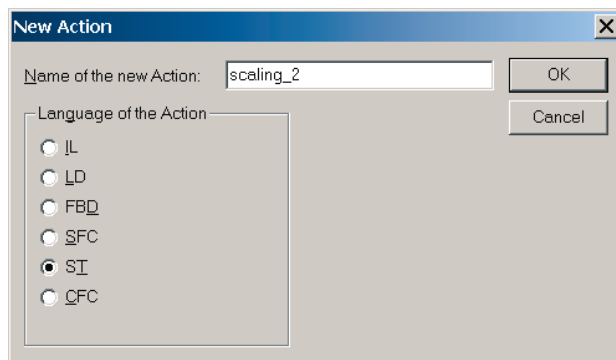 New Action
Name of the new Action: scaling_2
OK
Cancel
Language of the Action
IL
LD
FBD
SFC
ST
CFC